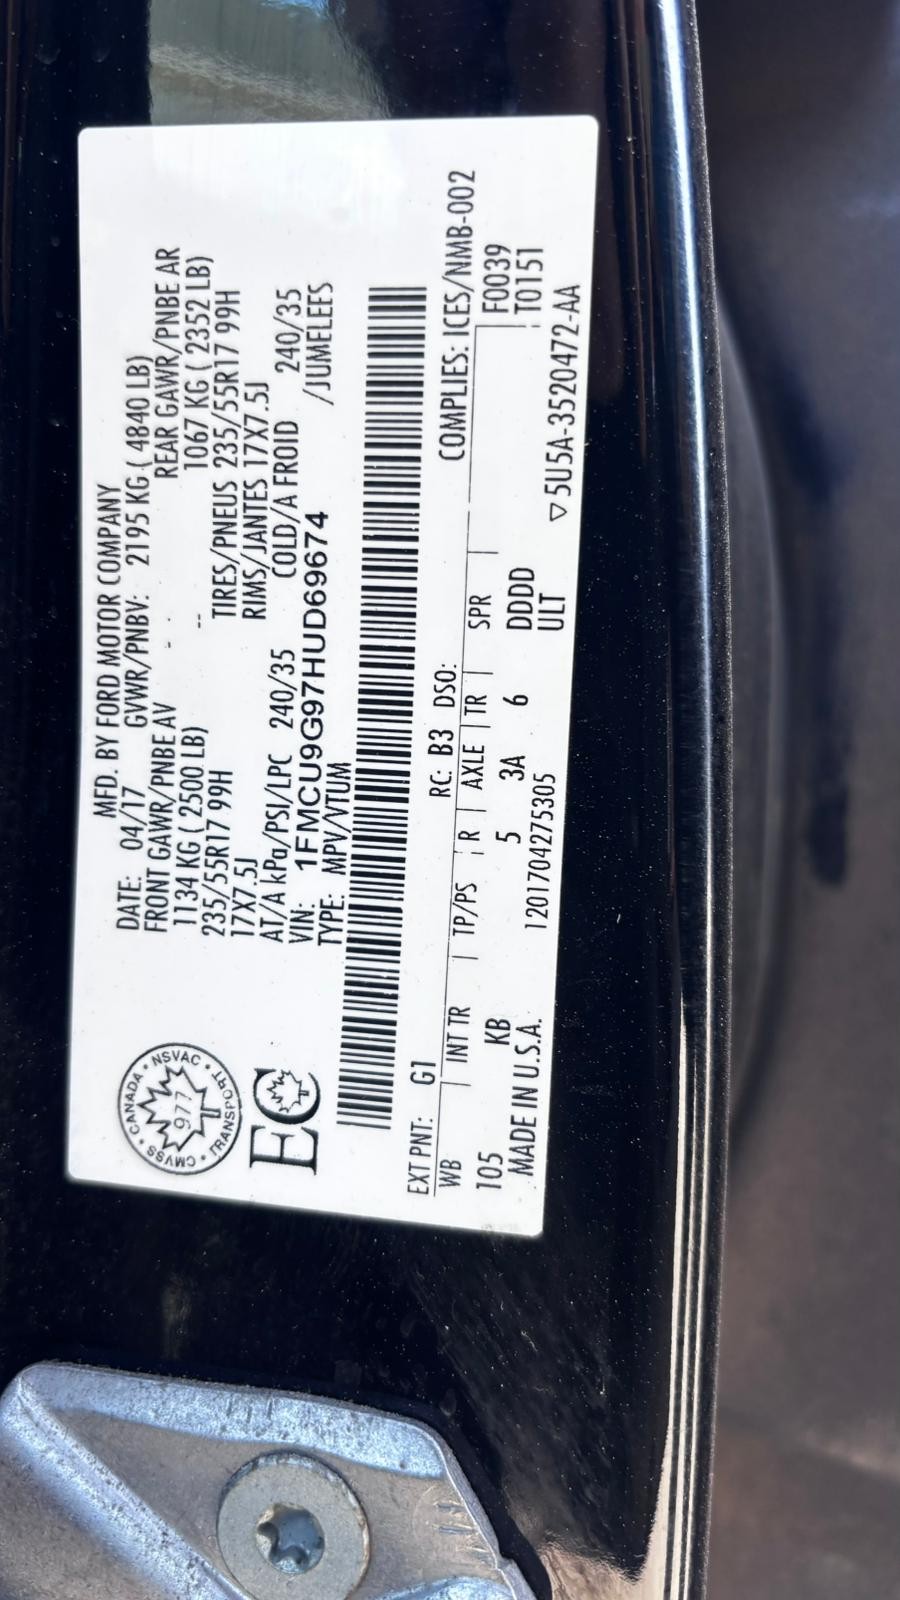 MFD. BY FORD MOTOR COMPANY
DATE: 04/17 GVWR/PNBV: 2195 KG ( 4840 LB)
FRONT GAWR/PNBE AV - - REAR GAWR/PNBE AR
1134 KG ( 2500 LB) -- 1067 KG ( 2352 LB)
235/55R17 99H TIRES/PNEUS 235/55R17 99H
17X7.5J RIMS/JANTES 17X7.5J
AT/A kPa/PSI/LPC 240/35 COLD/A FROID 240/35
VIN: 1FMCU9G97HUD69674 /JUMELEES
TYPE: MPV/VTUM
CANADA • NSVAC • TRANSPORT • CMVSS •
977
EC
EXT PNT: G1 RC: B3 DSO: COMPLIES: ICES/NMB-002
WB | INT TR | TP/PS | R | AXLE | TR | SPR | F0039
105 KB 5 3A 6 DDDD T0151
MADE IN U.S.A. 1201704275305 ULT ▽5U5A-3520472-AA